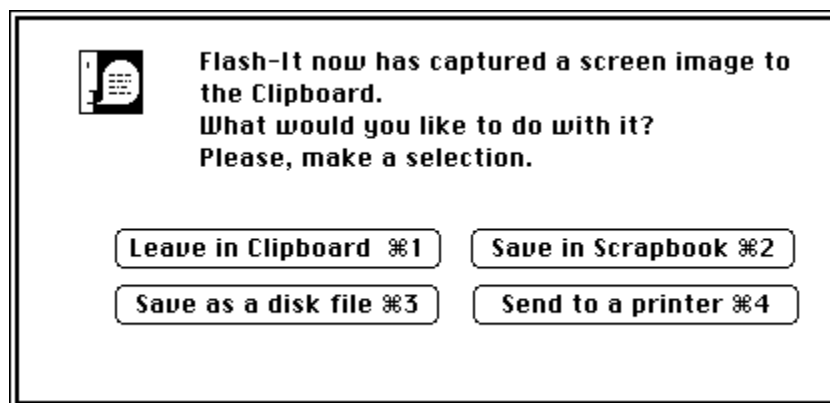 Flash-It now has captured a screen image to
the Clipboard.
What would you like to do with it?
Please, make a selection.
Leave in Clipboard ⌘1
Save in Scrapbook ⌘2
Save as a disk file ⌘3
Send to a printer ⌘4